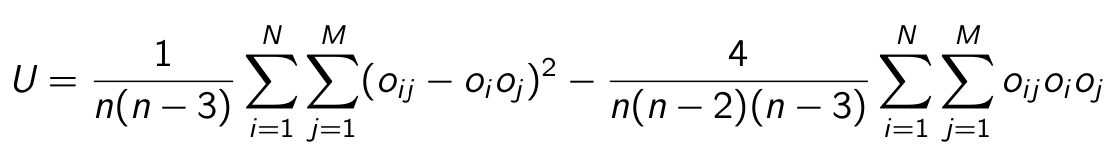 U = \frac{1}{n(n-3)} \sum_{i=1}^{N} \sum_{j=1}^{M} (o_{ij} - o_i o_j)^2 - \frac{4}{n(n-2)(n-3)} \sum_{i=1}^{N} \sum_{j=1}^{M} o_{ij} o_i o_j